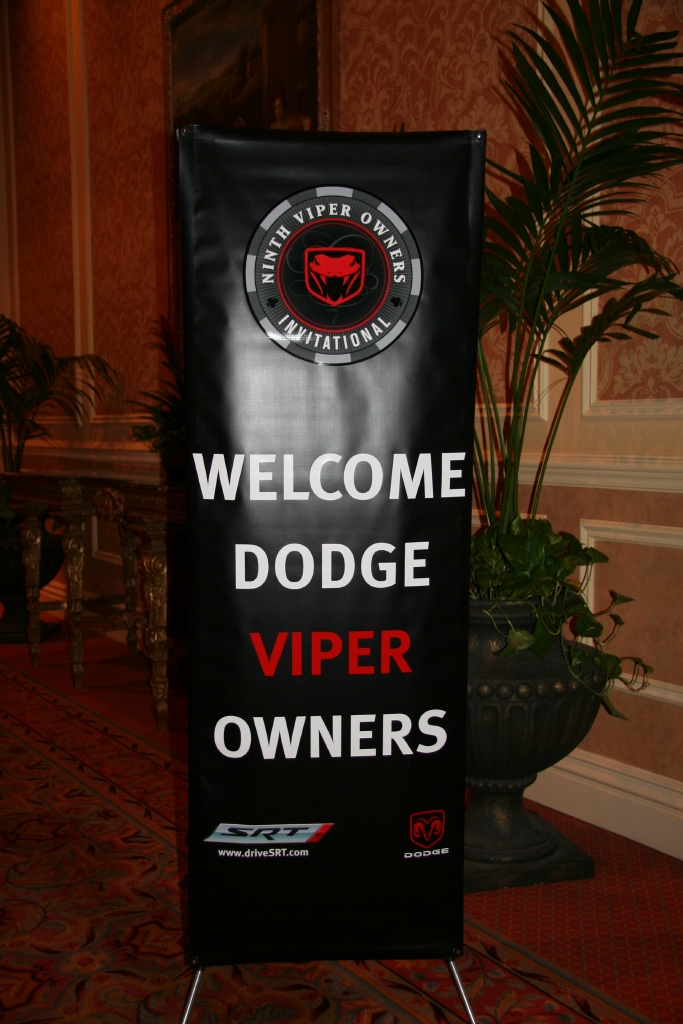 NINTH VIPER OWNERS
INVITATIONAL
WELCOME
DODGE
VIPER
OWNERS
SRT
www.driveSRT.com
DODGE